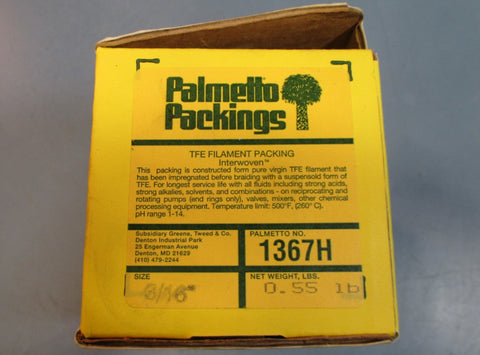 Palmetto
Packings
TFE FILAMENT PACKING
Interwoven™
This packing is constructed form pure virgin TFE filament that
has been impregnated before braiding with a suspensoid form of
TFE. For longest service life with all fluids including strong acids,
strong alkalies, solvents, and combinations - on reciprocating and
rotating pumps (end rings only), valves, mixers, other chemical
processing equipment. Temperature limit: 500°F, (260° C).
pH range 1-14.
Subsidiary Greene, Tweed & Co.
Denton Industrial Park
25 Engerman Avenue
Denton, MD 21629
(410) 479-2244
PALMETTO NO.
1367H
SIZE
3/16"
NET WEIGHT, LBS.
0.55 lb